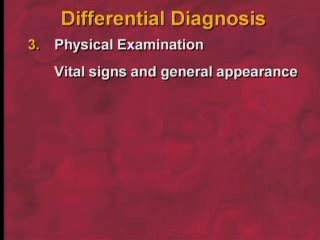 Differential Diagnosis
3. Physical Examination
Vital signs and general appearance